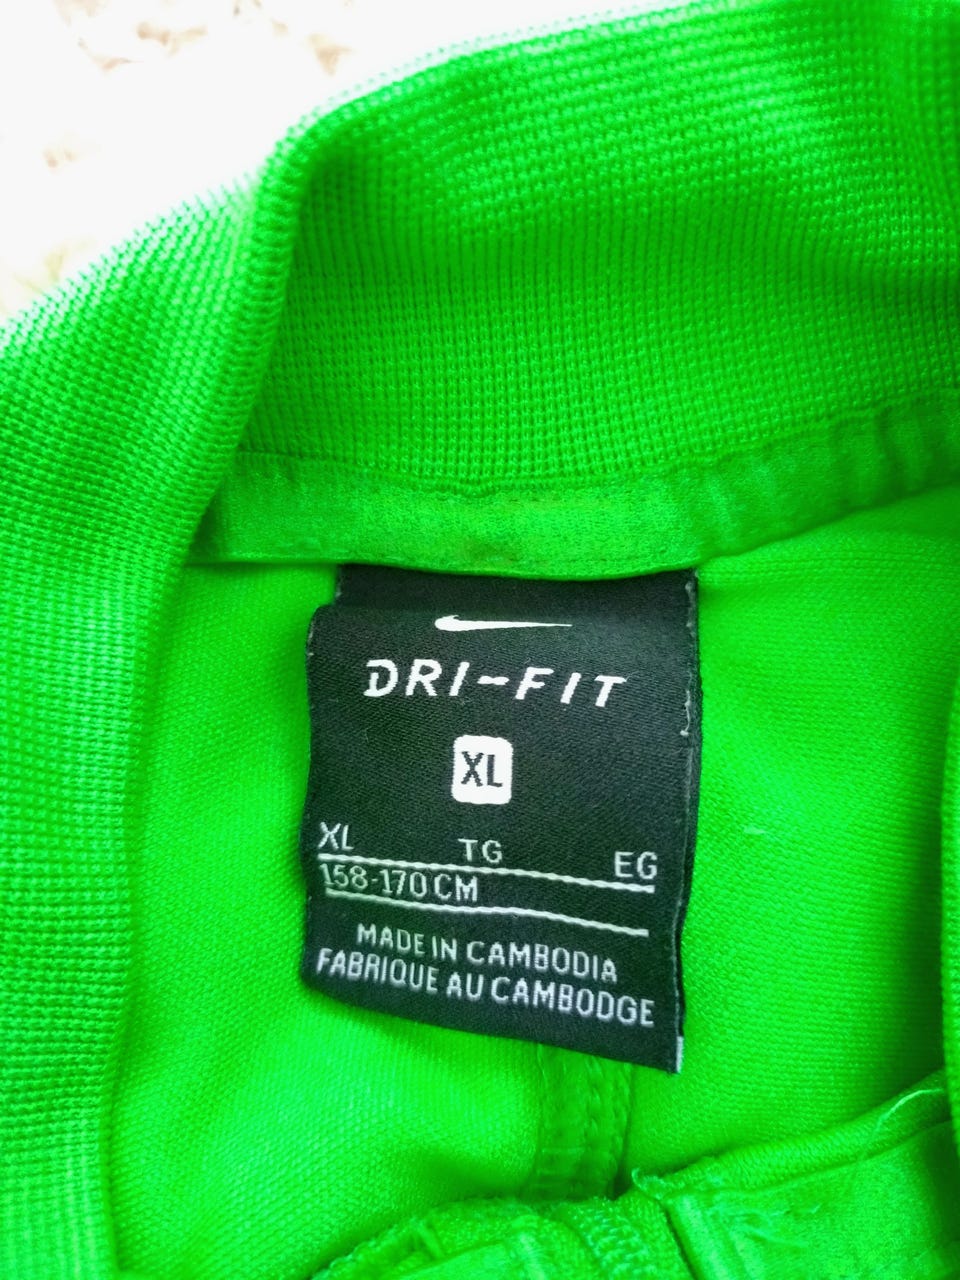 DRI-FIT
XL
XL TG EG
158-170 CM
MADE IN CAMBODIA
FABRIQUE AU CAMBODGE